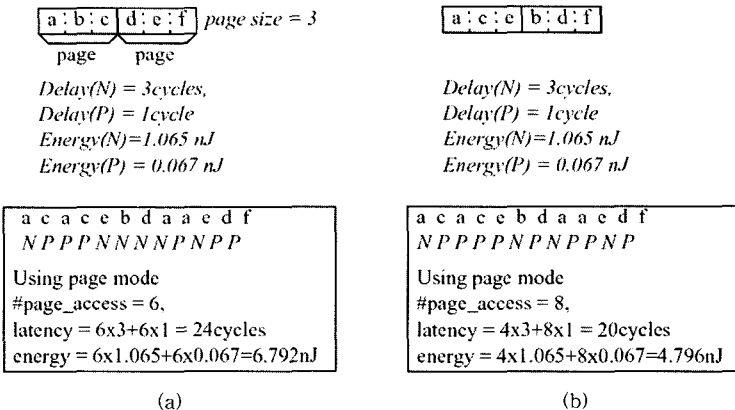 a b c d e f page size = 3
page page
Delay(N) = 3cycles,
Delay(P) = 1cycle
Energy(N)=1.065 nJ
Energy(P) = 0.067 nJ
a c a c e b d a a e d f
N P P P N N N N P N P P
Using page mode
#page_access = 6,
latency = 6x3+6x1 = 24cycles
energy = 6x1.065+6x0.067=6.792nJ
(a)
a c e b d f
Delay(N) = 3cycles,
Delay(P) = 1cycle
Energy(N)=1.065 nJ
Energy(P) = 0.067 nJ
a c a c e b d a a e d f
N P P P P N P N P P N P
Using page mode
#page_access = 8,
latency = 4x3+8x1 = 20cycles
energy = 4x1.065+8x0.067=4.796nJ
(b)